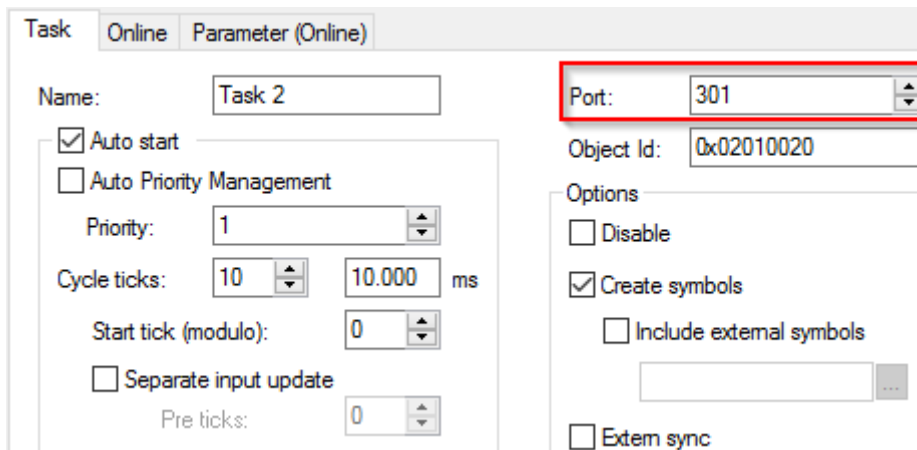 Task Online Parameter (Online)
Name: Task 2
Port: 301
Auto start
Object Id: 0x02010020
Auto Priority Management
Options
Priority: 1
Disable
Cycle ticks: 10 10.000 ms
Create symbols
Start tick (modulo): 0
Include external symbols
Separate input update
...
Pre ticks: 0
Extern sync